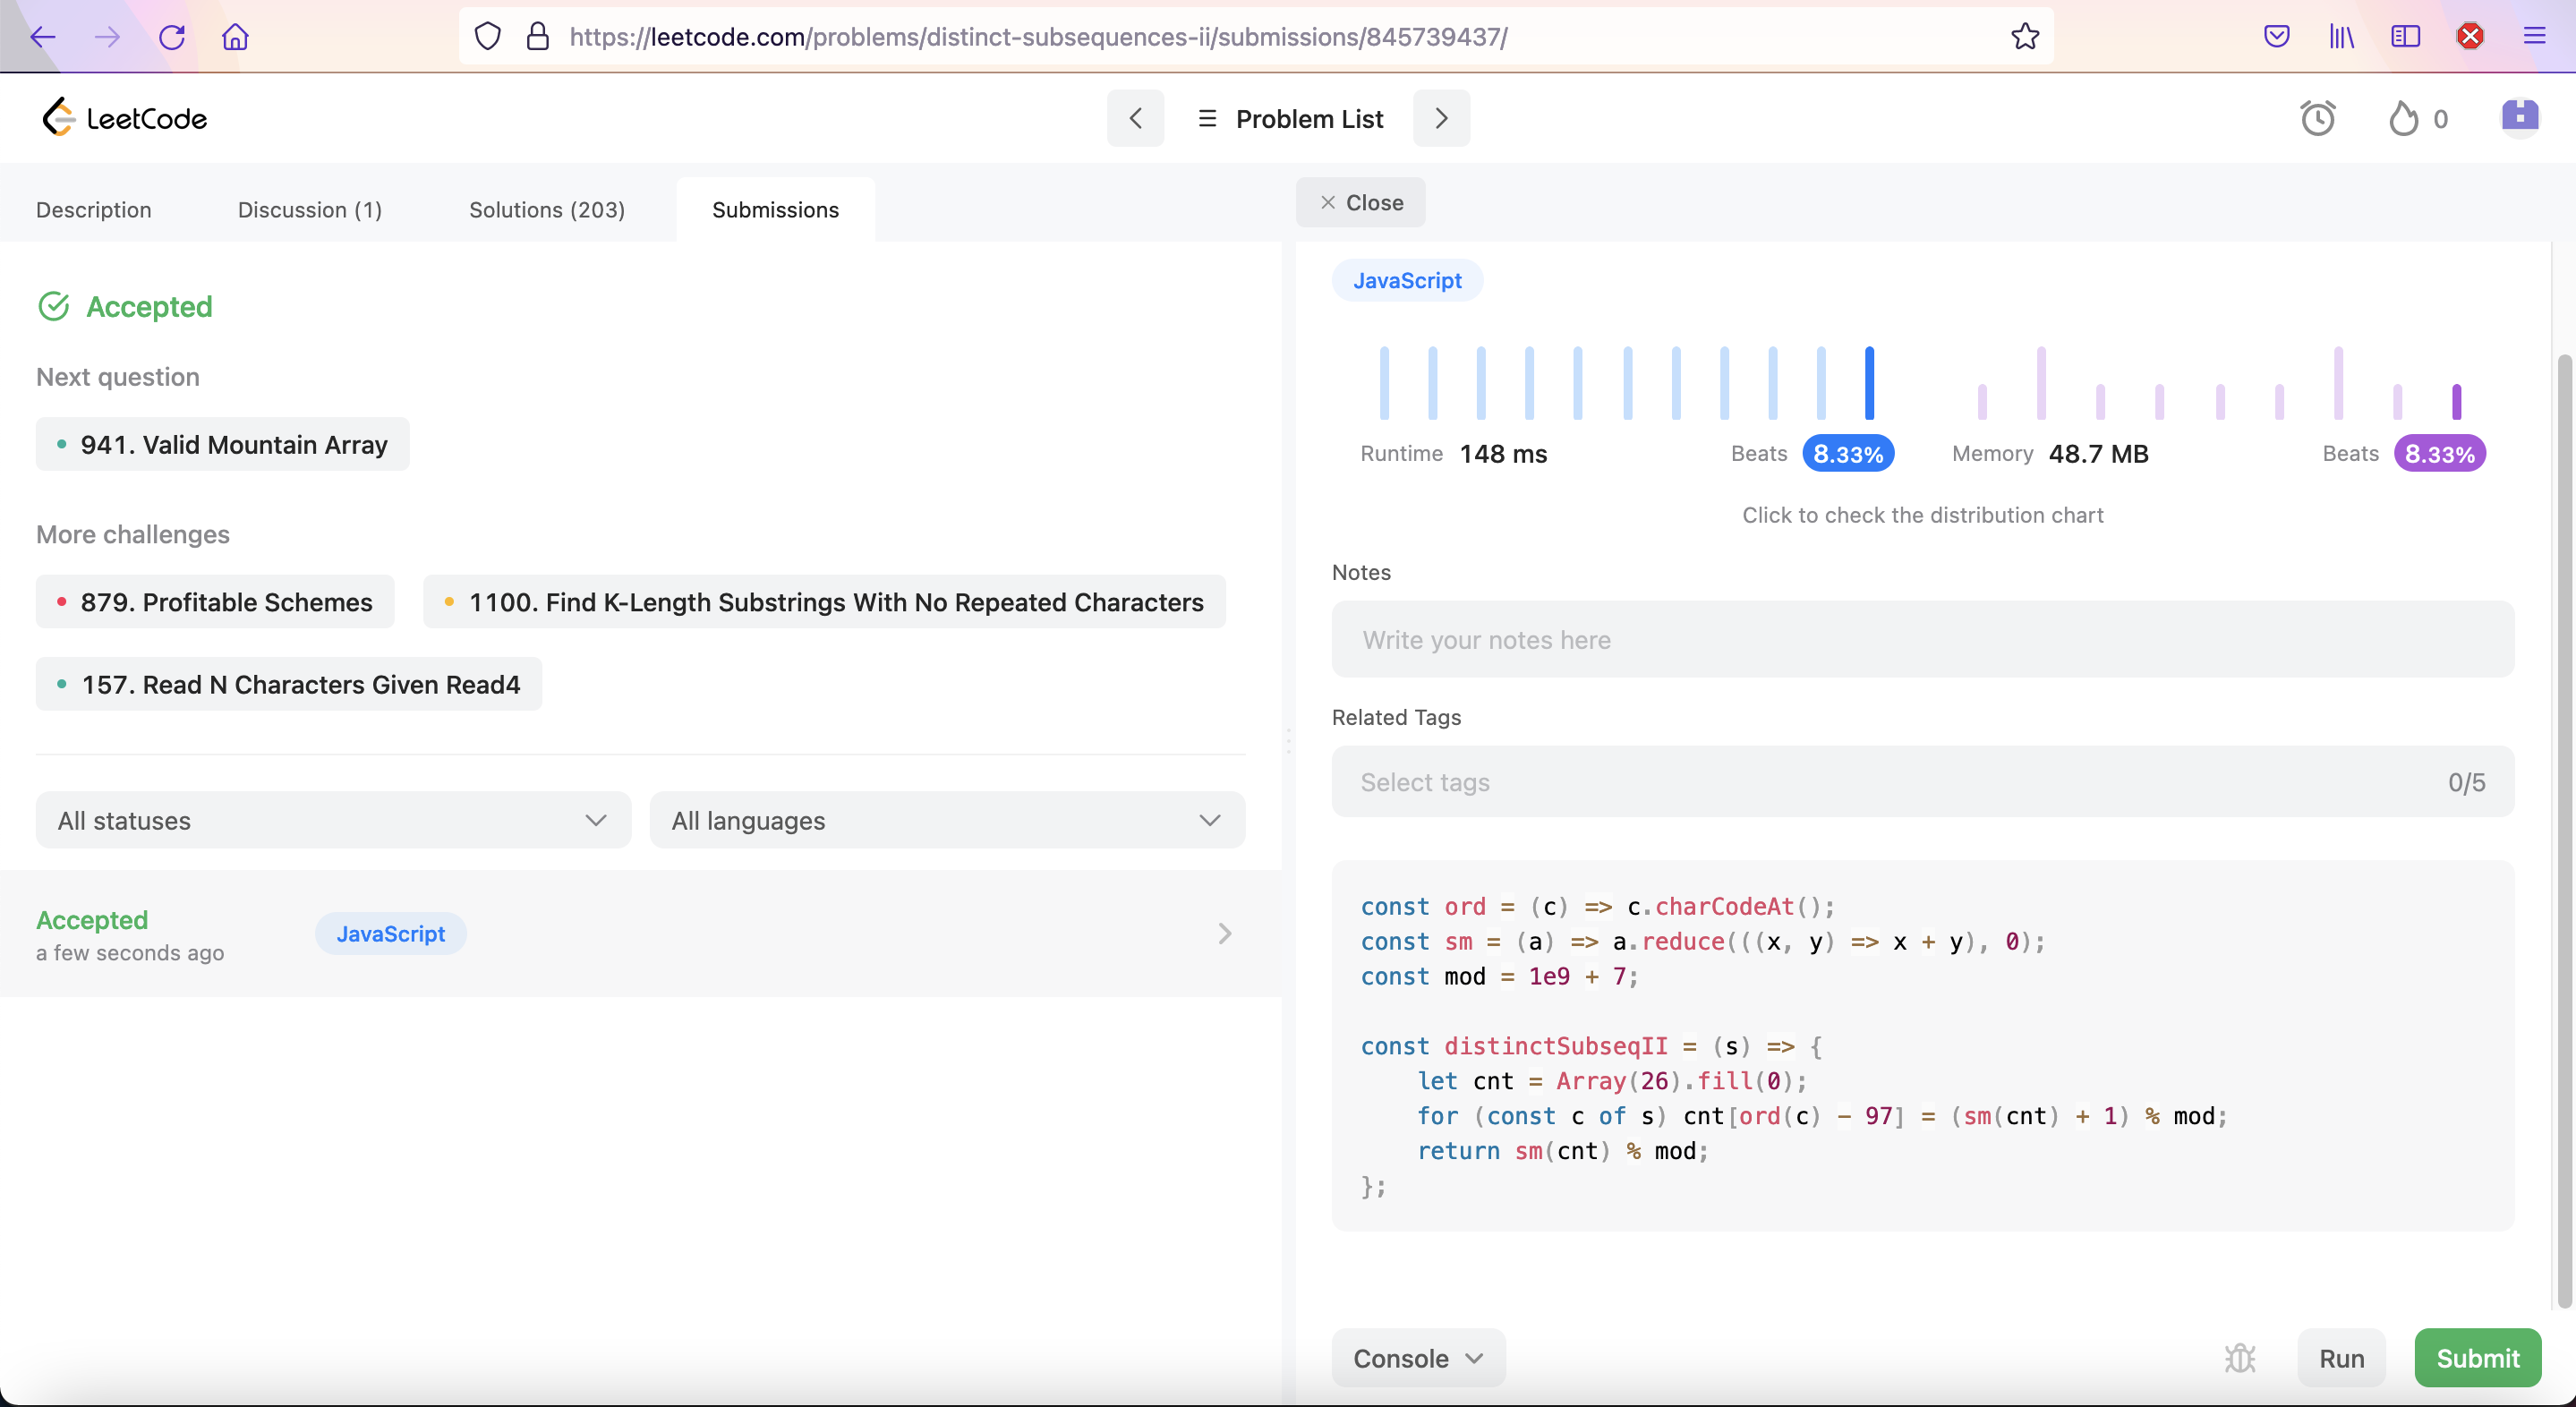 https://leetcode.com/problems/distinct-subsequences-ii/submissions/845739437/
LeetCode
Problem List
0
Description
Discussion (1)
Solutions (203)
Submissions
Close
Accepted
Next question
941. Valid Mountain Array
More challenges
879. Profitable Schemes
1100. Find K-Length Substrings With No Repeated Characters
157. Read N Characters Given Read4
All statuses
All languages
Accepted
a few seconds ago
JavaScript
JavaScript
Runtime 148 ms
Beats 8.33%
Memory 48.7 MB
Beats 8.33%
Click to check the distribution chart
Notes
Write your notes here
Related Tags
Select tags
0/5
const ord = (c) => c.charCodeAt();
const sm = (a) => a.reduce(((x, y) => x + y), 0);
const mod = 1e9 + 7;
const distinctSubseqII = (s) => {
    let cnt = Array(26).fill(0);
    for (const c of s) cnt[ord(c) - 97] = (sm(cnt) + 1) % mod;
    return sm(cnt) % mod;
};
Console
Run
Submit